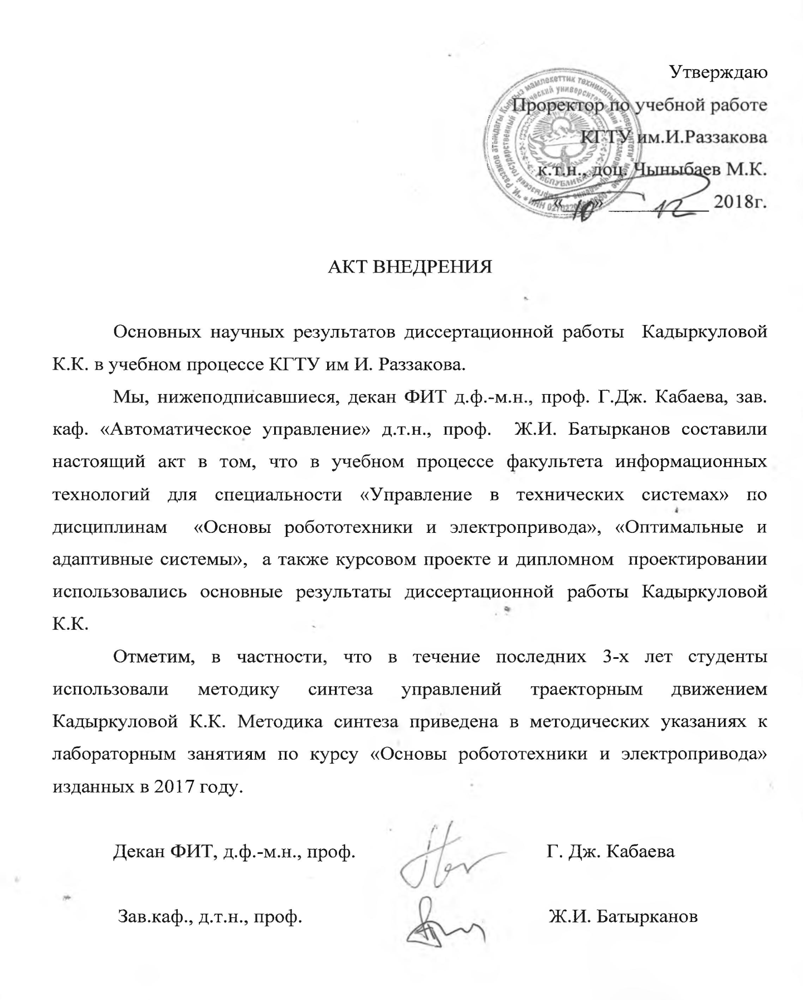 Утверждаю
Проректор по учебной работе
КГТУ им.И.Раззакова
к.т.н., доц. Чыныбаев М.К.
«10» 12 2018г.
АКТ ВНЕДРЕНИЯ
Основных научных результатов диссертационной работы Кадыркуловой
К.К. в учебном процессе КГТУ им И. Раззакова.
Мы, нижеподписавшиеся, декан ФИТ д.ф.-м.н., проф. Г.Дж. Кабаева, зав.
каф. «Автоматическое управление» д.т.н., проф. Ж.И. Батырканов составили
настоящий акт в том, что в учебном процессе факультета информационных
технологий для специальности «Управление в технических системах» по
дисциплинам «Основы робототехники и электропривода», «Оптимальные и
адаптивные системы», а также курсовом проекте и дипломном проектировании
использовались основные результаты диссертационной работы Кадыркуловой
К.К.
Отметим, в частности, что в течение последних 3-х лет студенты
использовали методику синтеза управлений траекторным движением
Кадыркуловой К.К. Методика синтеза приведена в методических указаниях к
лабораторным занятиям по курсу «Основы робототехники и электропривода»
изданных в 2017 году.
Декан ФИТ, д.ф.-м.н., проф. Г. Дж. Кабаева
Зав.каф., д.т.н., проф. Ж.И. Батырканов